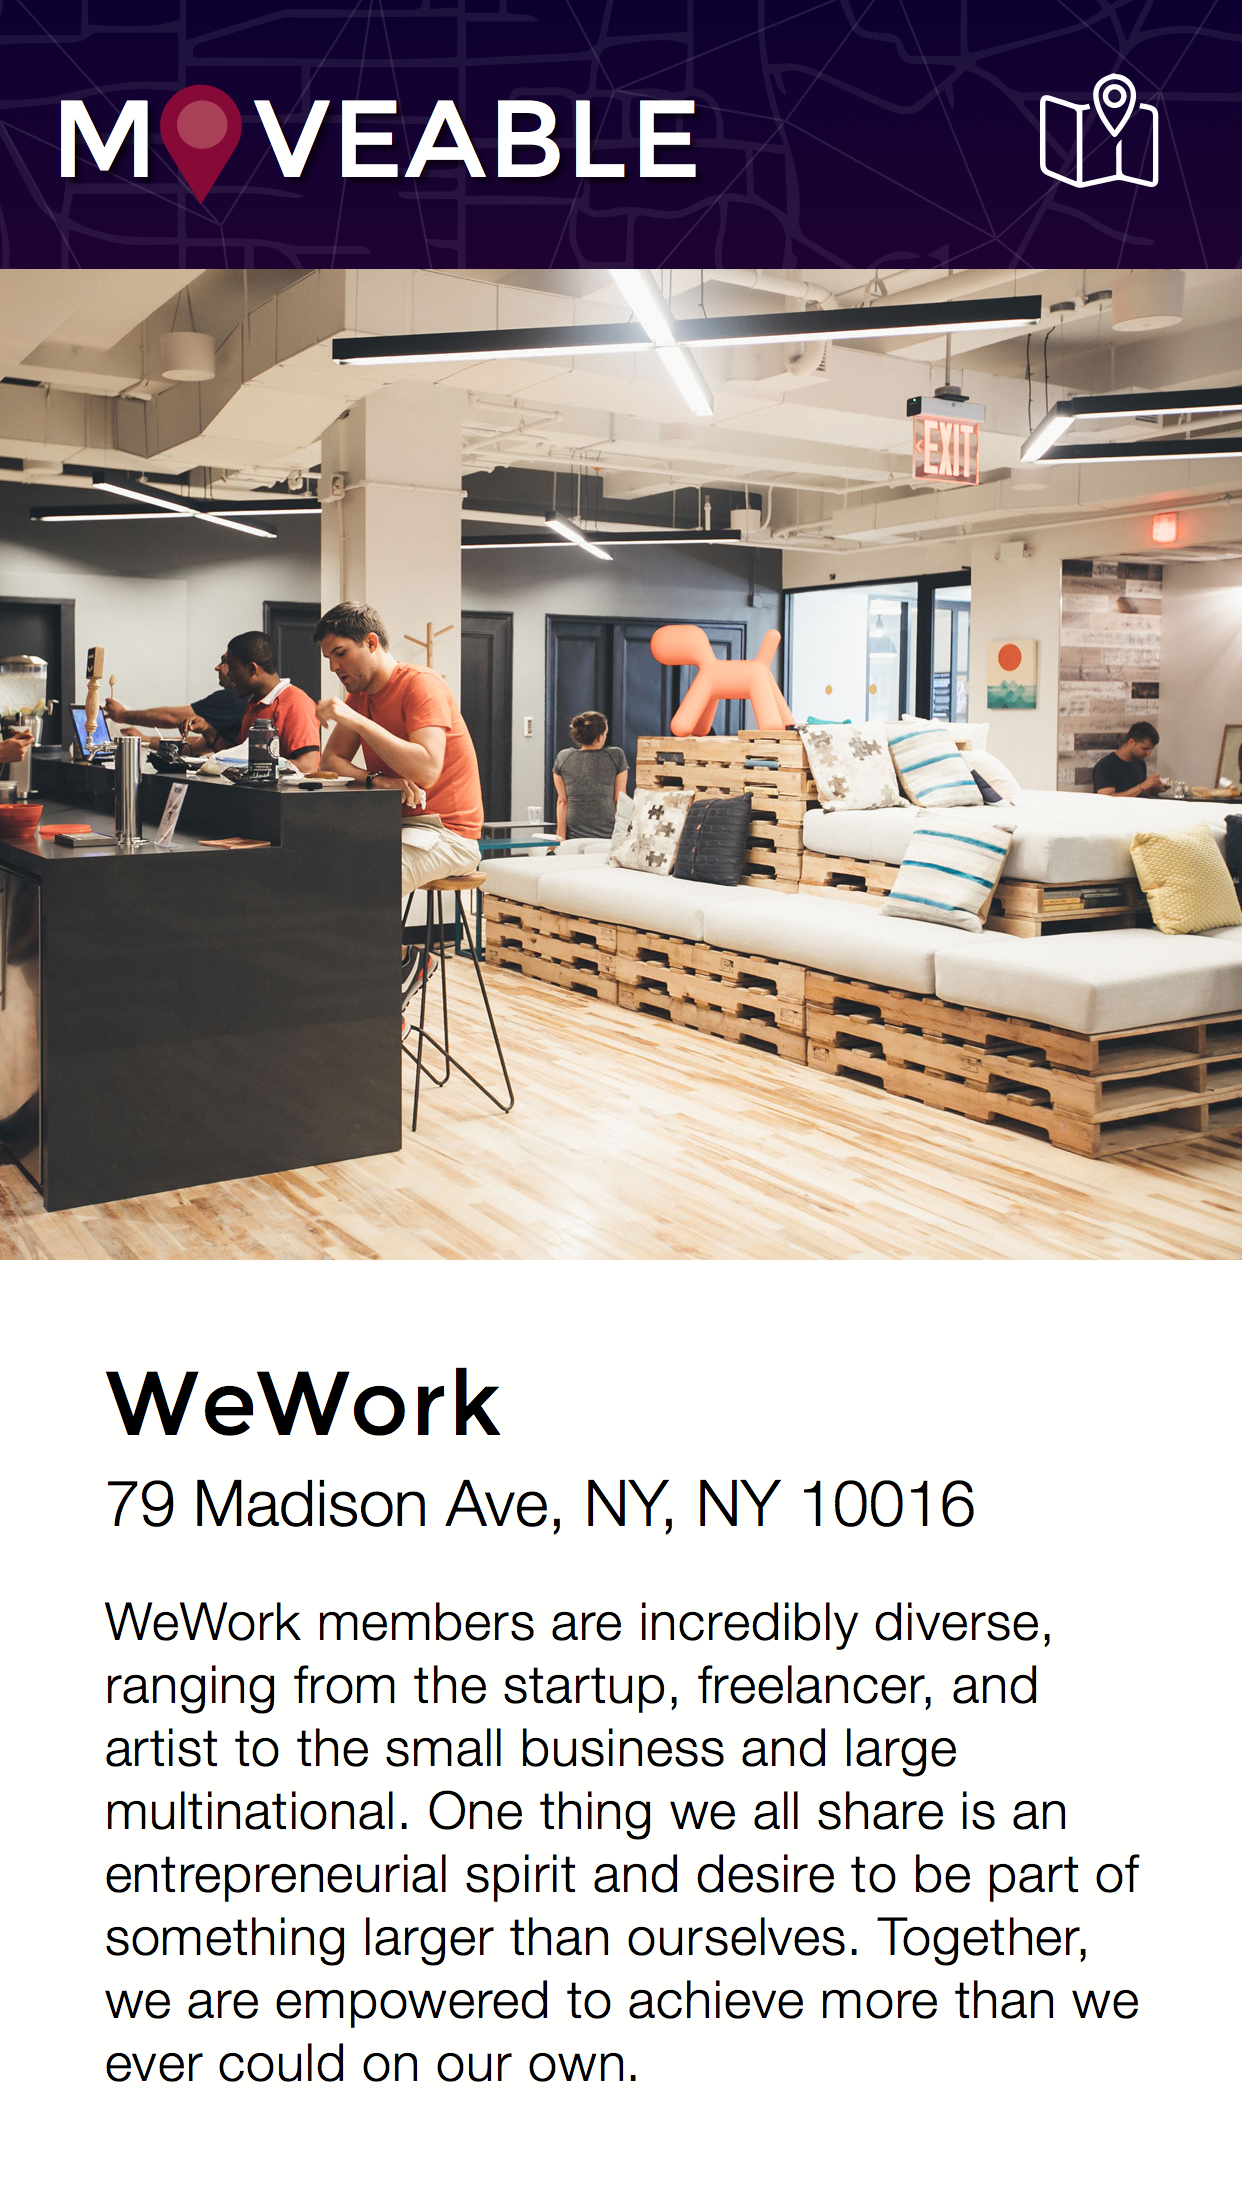 MOVEABLE
EXIT
WeWork
79 Madison Ave, NY, NY 10016
WeWork members are incredibly diverse,
ranging from the startup, freelancer, and
artist to the small business and large
multinational. One thing we all share is an
entrepreneurial spirit and desire to be part of
something larger than ourselves. Together,
we are empowered to achieve more than we
ever could on our own.